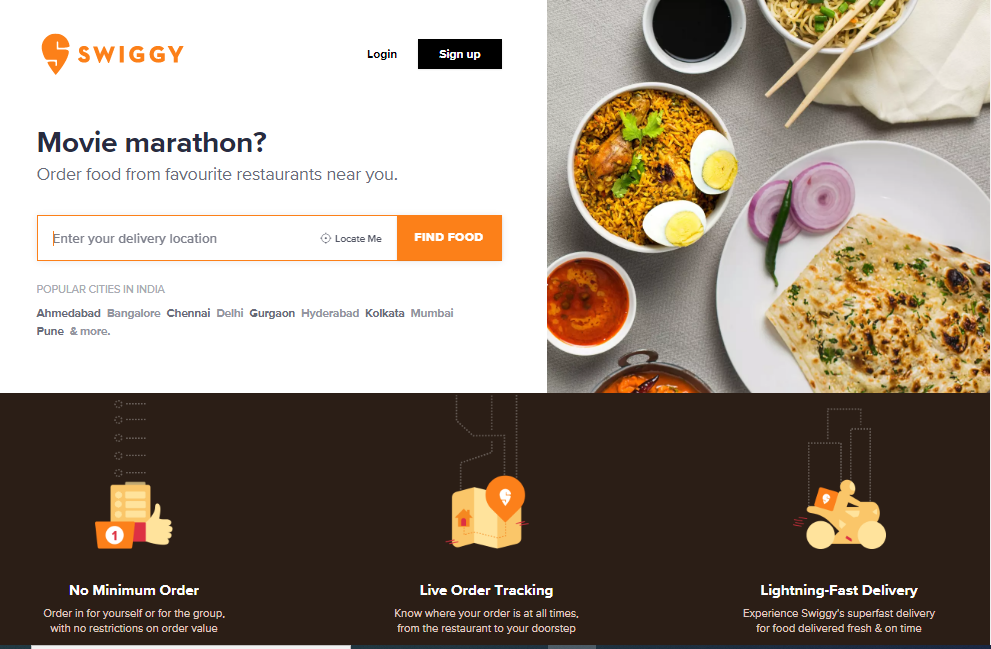 SWIGGY
Login
Sign up
Movie marathon?
Order food from favourite restaurants near you.
Enter your delivery location
Locate Me
FIND FOOD
POPULAR CITIES IN INDIA
Ahmedabad Bangalore Chennai Delhi Gurgaon Hyderabad Kolkata Mumbai
Pune & more.
1
No Minimum Order
Order in for yourself or for the group,
with no restrictions on order value
Live Order Tracking
Know where your order is at all times,
from the restaurant to your doorstep
Lightning-Fast Delivery
Experience Swiggy's superfast delivery
for food delivered fresh & on time